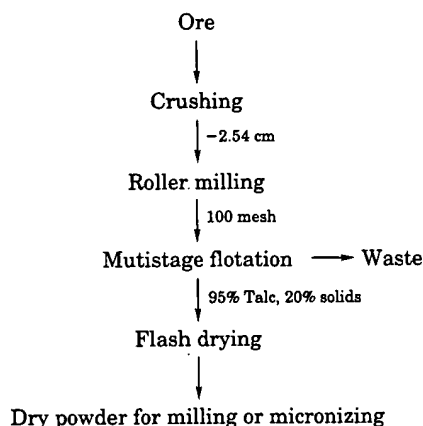 Ore
Crushing
−2.54 cm
Roller milling
100 mesh
Mutistage flotation
Waste
95% Talc, 20% solids
Flash drying
Dry powder for milling or micronizing